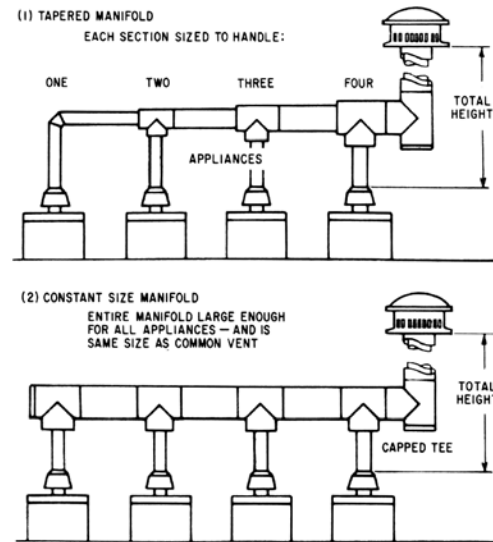 (1) TAPERED MANIFOLD
EACH SECTION SIZED TO HANDLE:
ONE TWO THREE FOUR
TOTAL
HEIGHT
APPLIANCES
(2) CONSTANT SIZE MANIFOLD
ENTIRE MANIFOLD LARGE ENOUGH
FOR ALL APPLIANCES — AND IS
SAME SIZE AS COMMON VENT
TOTAL
HEIGHT
CAPPED TEE